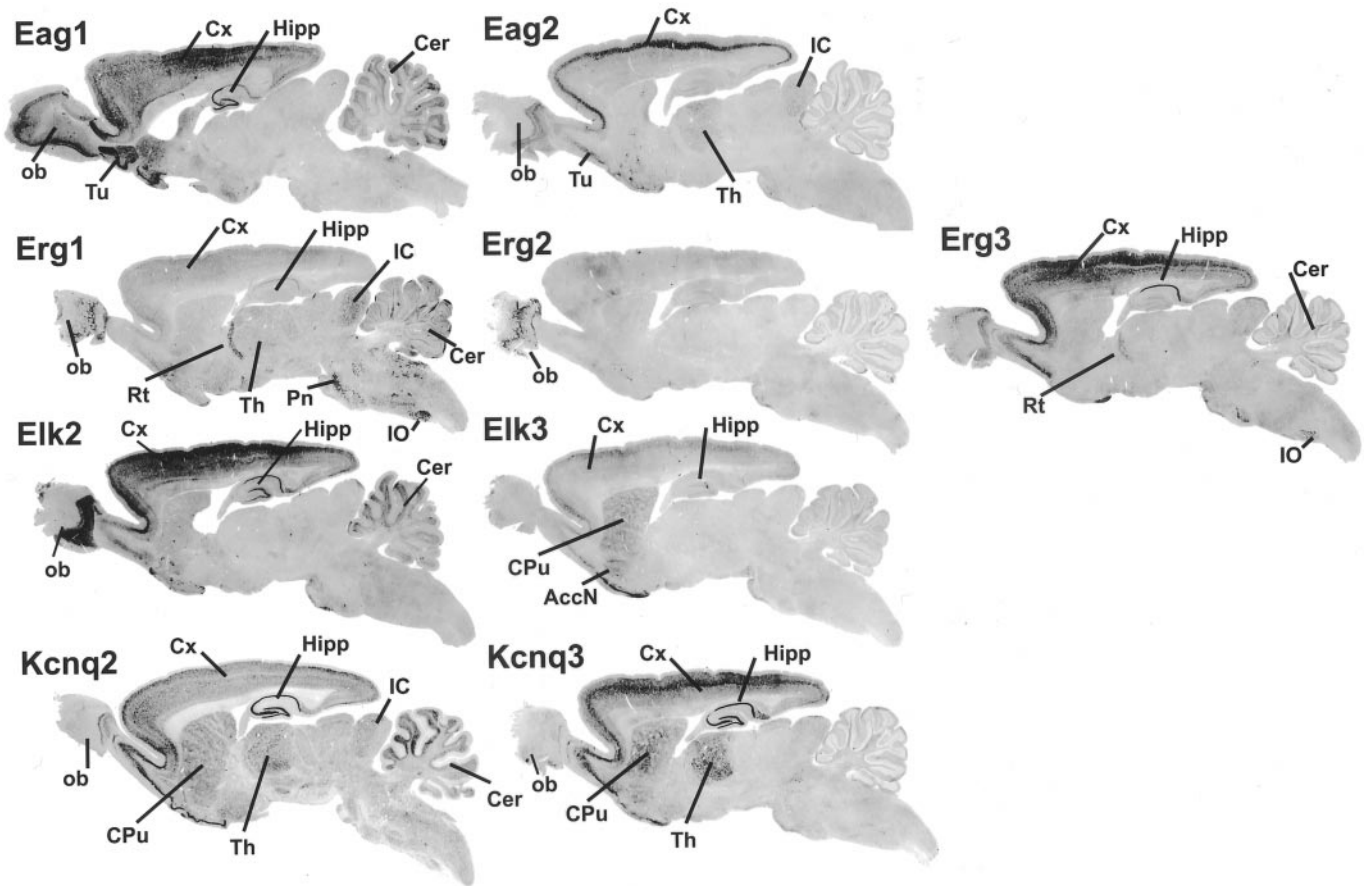 Eag1
Cx
Hipp
Cer
ob
Tu
Eag2
Cx
IC
ob
Tu
Th
Erg1
Cx
Hipp
IC
ob
Rt
Th
Pn
Cer
IO
Erg2
ob
Erg3
Cx
Hipp
Cer
Rt
IO
Elk2
Cx
Hipp
Cer
ob
Elk3
Cx
Hipp
CPu
AccN
Kcnq2
Cx
Hipp
IC
ob
CPu
Th
Cer
Kcnq3
Cx
Hipp
ob
CPu
Th